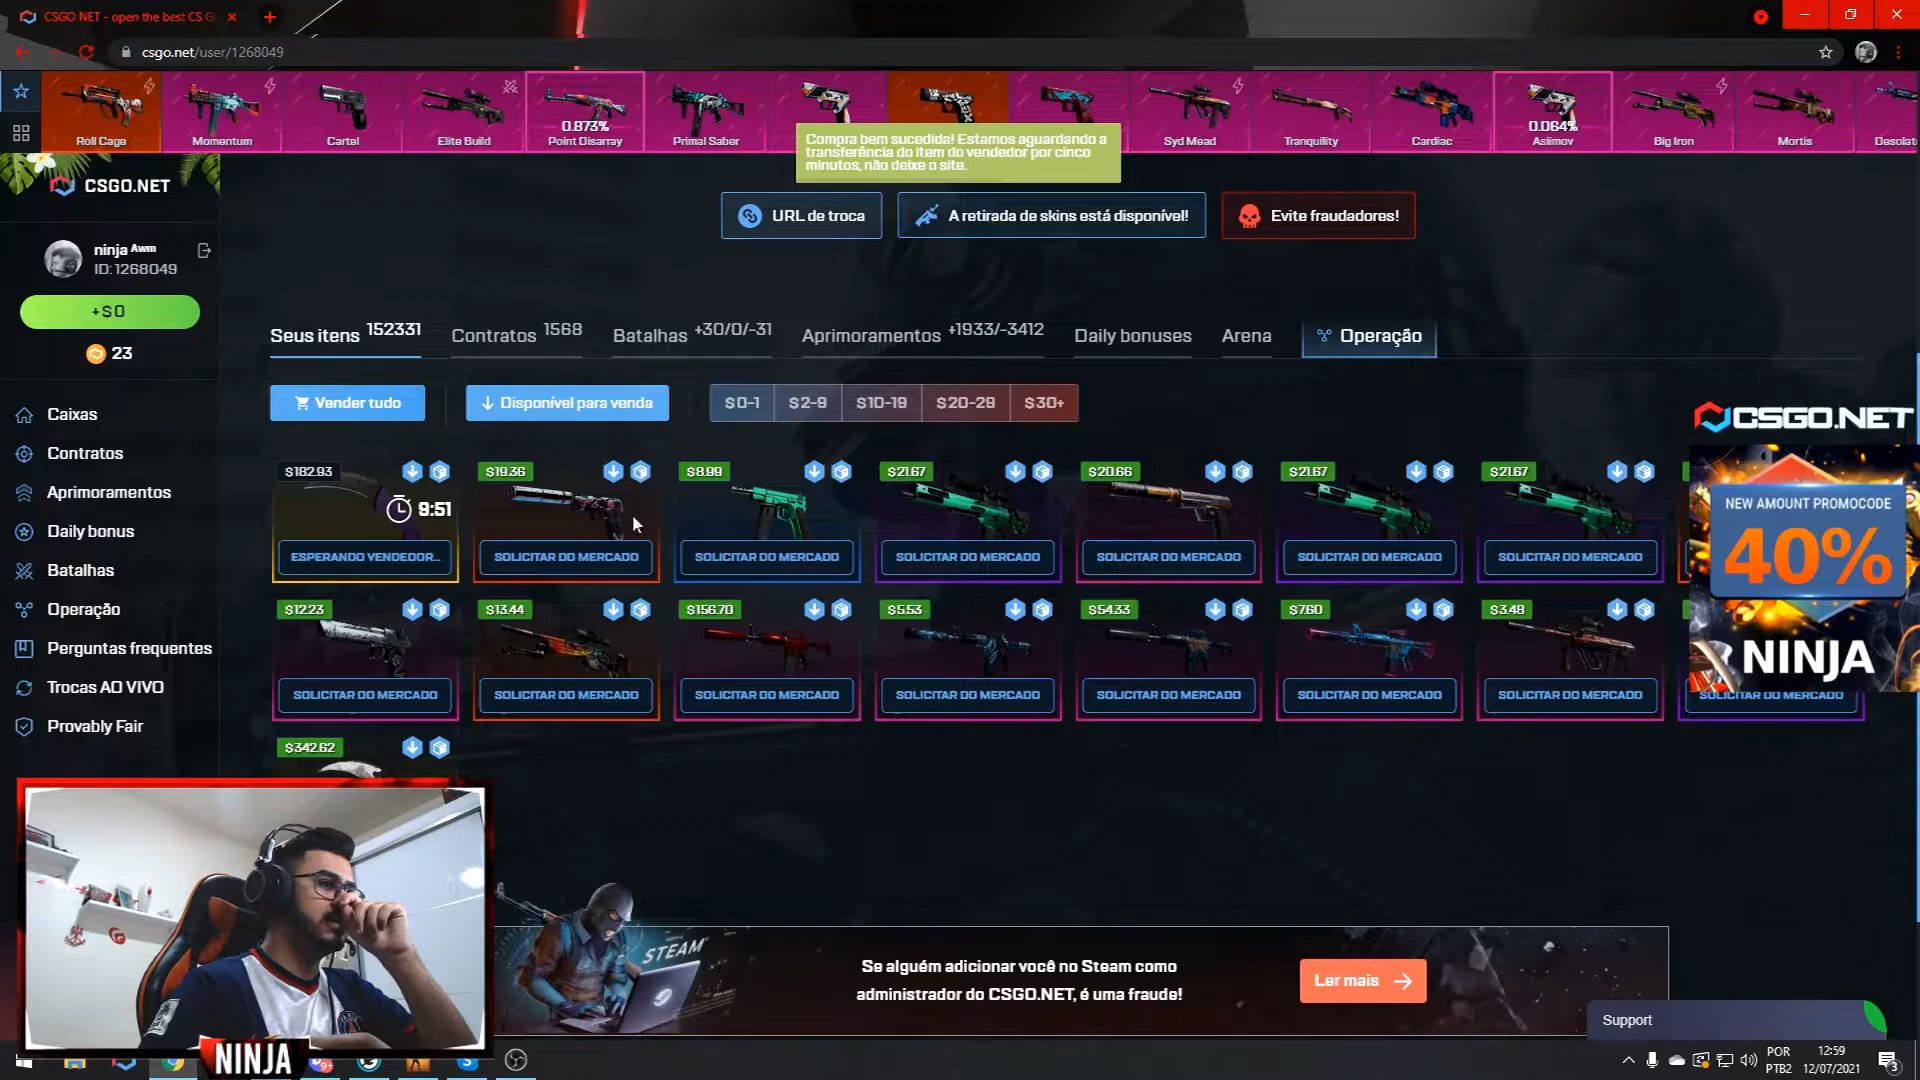 CSGO.NET - open the best CS G
csgo.net/user/1268049
Roll Cage
Momentum
Cartel
Elite Build
0.873%
Point Disarray
Primal Saber
Syd Mead
Tranquility
Cardiac
0.064%
Asiimov
Big Iron
Mortis
Desolat
Compra bem sucedida! Estamos aguardando a
transferência do item do vendedor por cinco
minutos, não deixe o site.
CSGO.NET
URL de troca
A retirada de skins está disponível!
Evite fraudadores!
ninja Awm
ID: 1268049
+$0
23
Seus itens 152331
Contratos 1568
Batalhas +30/0/-31
Aprimoramentos +1933/-3412
Daily bonuses
Arena
Operação
Vender tudo
Disponível para venda
$0-1
$2-9
$10-19
$20-29
$30+
Caixas
Contratos
Aprimoramentos
Daily bonus
Batalhas
Operação
Perguntas frequentes
Trocas AO VIVO
Provably Fair
$182.93
$19.36
$8.99
$21.67
$20.66
$21.67
$21.67
9:51
ESPERANDO VENDEDOR...
SOLICITAR DO MERCADO
SOLICITAR DO MERCADO
SOLICITAR DO MERCADO
SOLICITAR DO MERCADO
SOLICITAR DO MERCADO
SOLICITAR DO MERCADO
$12.23
$13.44
$156.70
$5.53
$54.33
$7.60
$3.48
SOLICITAR DO MERCADO
SOLICITAR DO MERCADO
SOLICITAR DO MERCADO
SOLICITAR DO MERCADO
SOLICITAR DO MERCADO
SOLICITAR DO MERCADO
SOLICITAR DO MERCADO
SOLICITAR DO MERCADO
$342.62
CSGO.NET
NEW AMOUNT PROMOCODE
40%
NINJA
STEAM
Se alguém adicionar você no Steam como
administrador do CSGO.NET, é uma fraude!
Ler mais
Support
NINJA
9+
POR
PTB2
12:59
12/07/2021
3